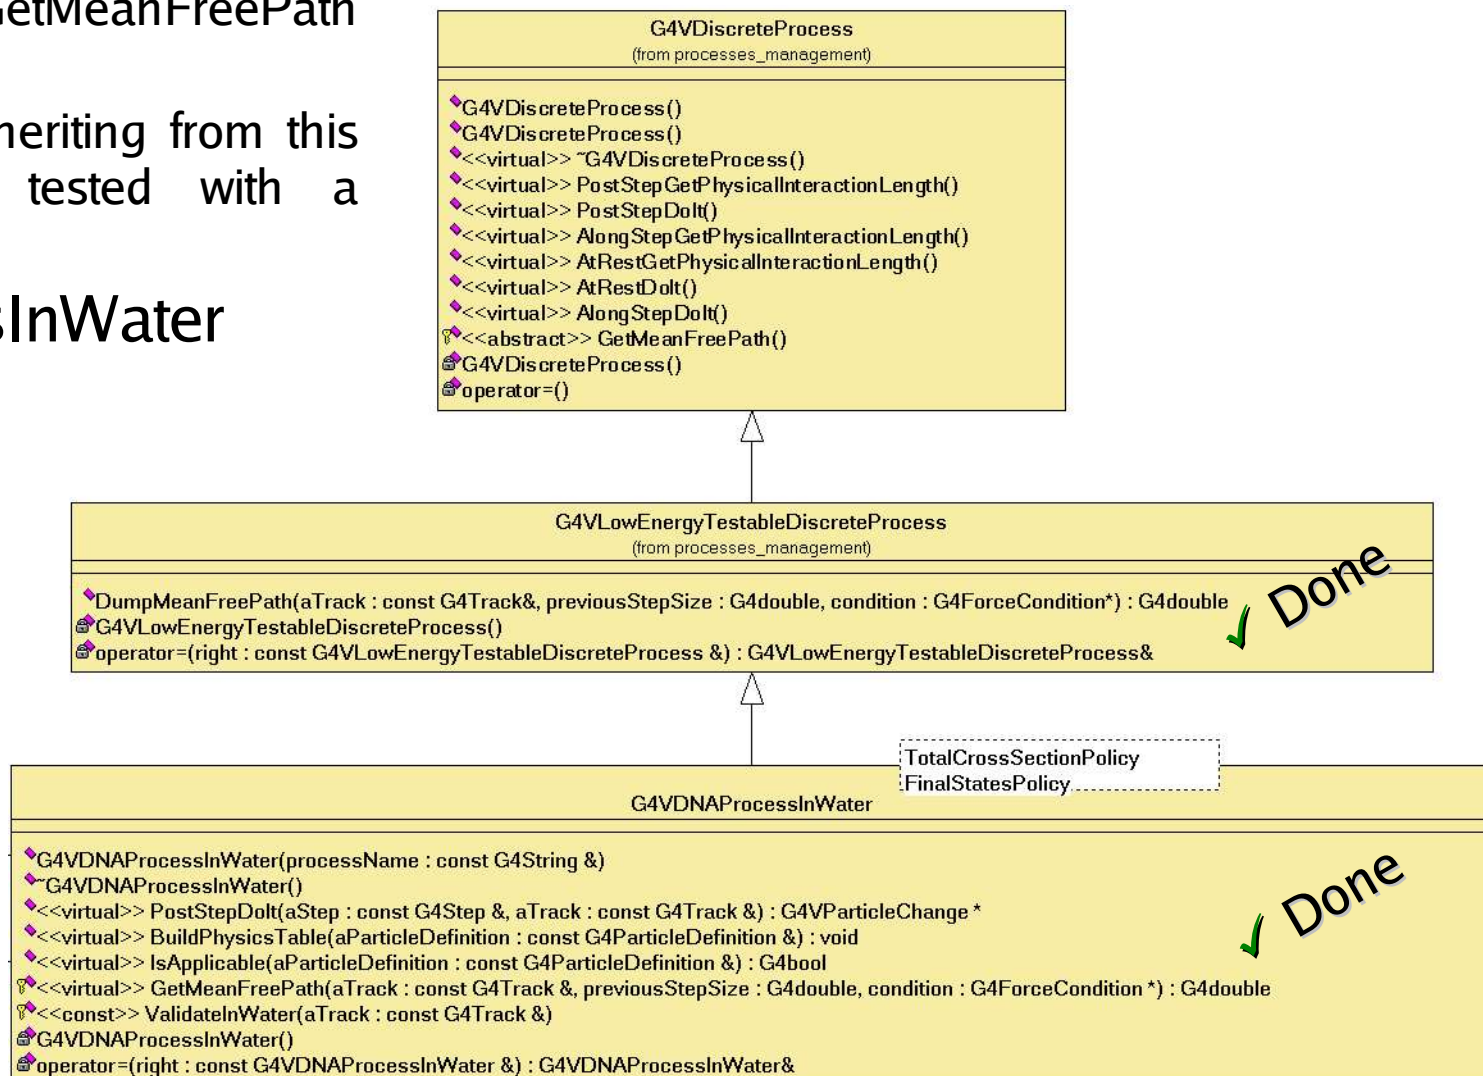 GetMeanFreePath
heriting from this
tested with a
sInWater
G4VDiscreteProcess
(from processes_management)
G4VDiscreteProcess()
G4VDiscreteProcess()
<<virtual>> ~G4VDiscreteProcess()
<<virtual>> PostStepGetPhysicalInteractionLength()
<<virtual>> PostStepDoIt()
<<virtual>> AlongStepGetPhysicalInteractionLength()
<<virtual>> AtRestGetPhysicalInteractionLength()
<<virtual>> AtRestDoIt()
<<virtual>> AlongStepDoIt()
<<abstract>> GetMeanFreePath()
G4VDiscreteProcess()
operator=()
G4VLowEnergyTestableDiscreteProcess
(from processes_management)
DumpMeanFreePath(aTrack : const G4Track&, previousStepSize : G4double, condition : G4ForceCondition*) : G4double
G4VLowEnergyTestableDiscreteProcess()
operator=(right : const G4VLowEnergyTestableDiscreteProcess &) : G4VLowEnergyTestableDiscreteProcess&
✓ Done
TotalCrossSectionPolicy
FinalStatesPolicy
G4VDNAProcessInWater
G4VDNAProcessInWater(processName : const G4String &)
~G4VDNAProcessInWater()
<<virtual>> PostStepDoIt(aStep : const G4Step &, aTrack : const G4Track &) : G4VParticleChange *
<<virtual>> BuildPhysicsTable(aParticleDefinition : const G4ParticleDefinition &) : void
<<virtual>> IsApplicable(aParticleDefinition : const G4ParticleDefinition &) : G4bool
<<virtual>> GetMeanFreePath(aTrack : const G4Track &, previousStepSize : G4double, condition : G4ForceCondition *) : G4double
<<const>> ValidateInWater(aTrack : const G4Track &)
G4VDNAProcessInWater()
operator=(right : const G4VDNAProcessInWater &) : G4VDNAProcessInWater&
✓ Done